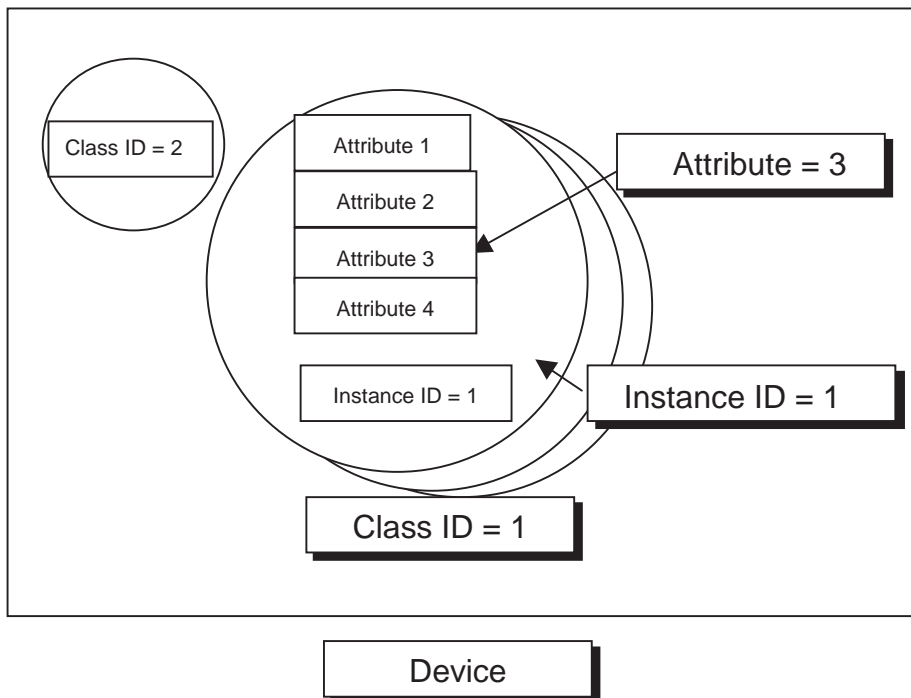 Class ID = 2
Attribute 1
Attribute 2
Attribute 3
Attribute 4
Attribute = 3
Instance ID = 1
Instance ID = 1
Class ID = 1
Device